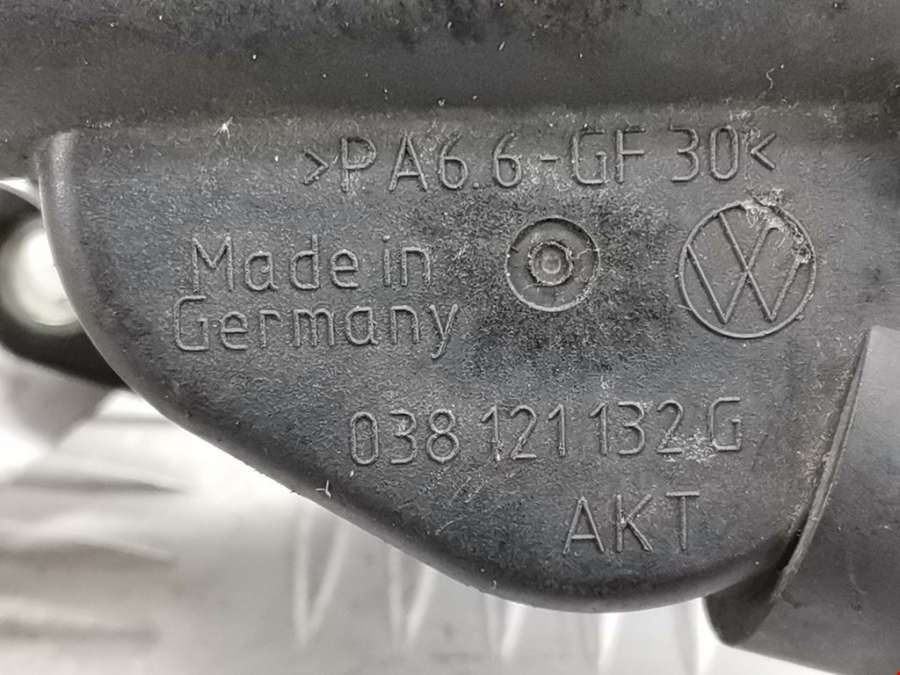 >PA6.6-GF30<
Made in
Germany
038 121 132 G
AKT